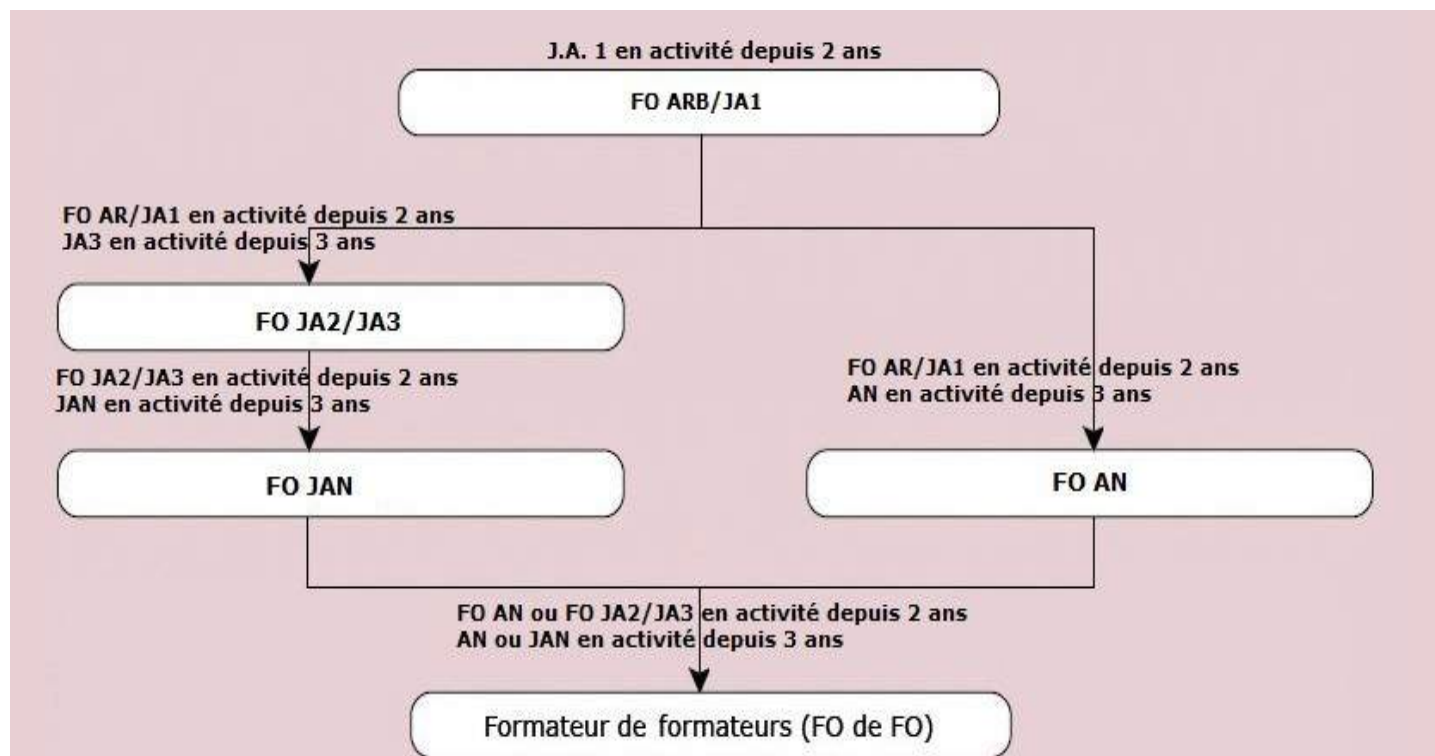 J.A. 1 en activité depuis 2 ans
FO ARB/JA1
FO AR/JA1 en activité depuis 2 ans
JA3 en activité depuis 3 ans
FO JA2/JA3
FO JA2/JA3 en activité depuis 2 ans
JAN en activité depuis 3 ans
FO JAN
FO AR/JA1 en activité depuis 2 ans
AN en activité depuis 3 ans
FO AN
FO AN ou FO JA2/JA3 en activité depuis 2 ans
AN ou JAN en activité depuis 3 ans
Formateur de formateurs (FO de FO)